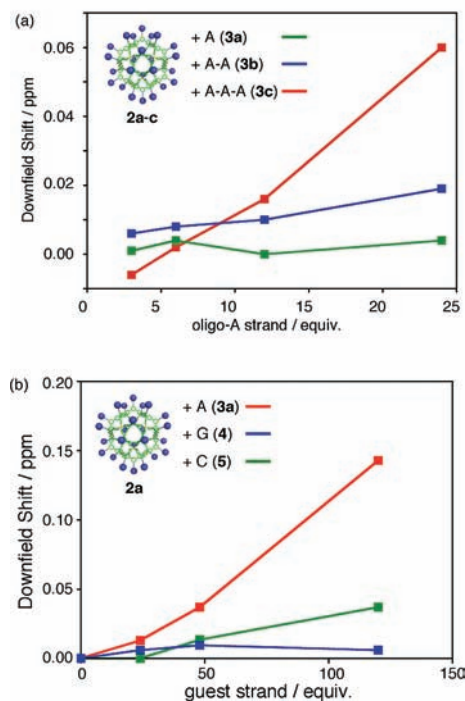 (a)
+ A (3a)
+ A-A (3b)
+ A-A-A (3c)
2a-c
Downfield Shift / ppm
0.06
0.04
0.02
0.00
0 5 10 15 20 25
oligo-A strand / equiv.
(b)
+ A (3a)
+ G (4)
+ C (5)
2a
Downfield Shift / ppm
0.20
0.15
0.10
0.05
0.00
0 50 100 150
guest strand / equiv.